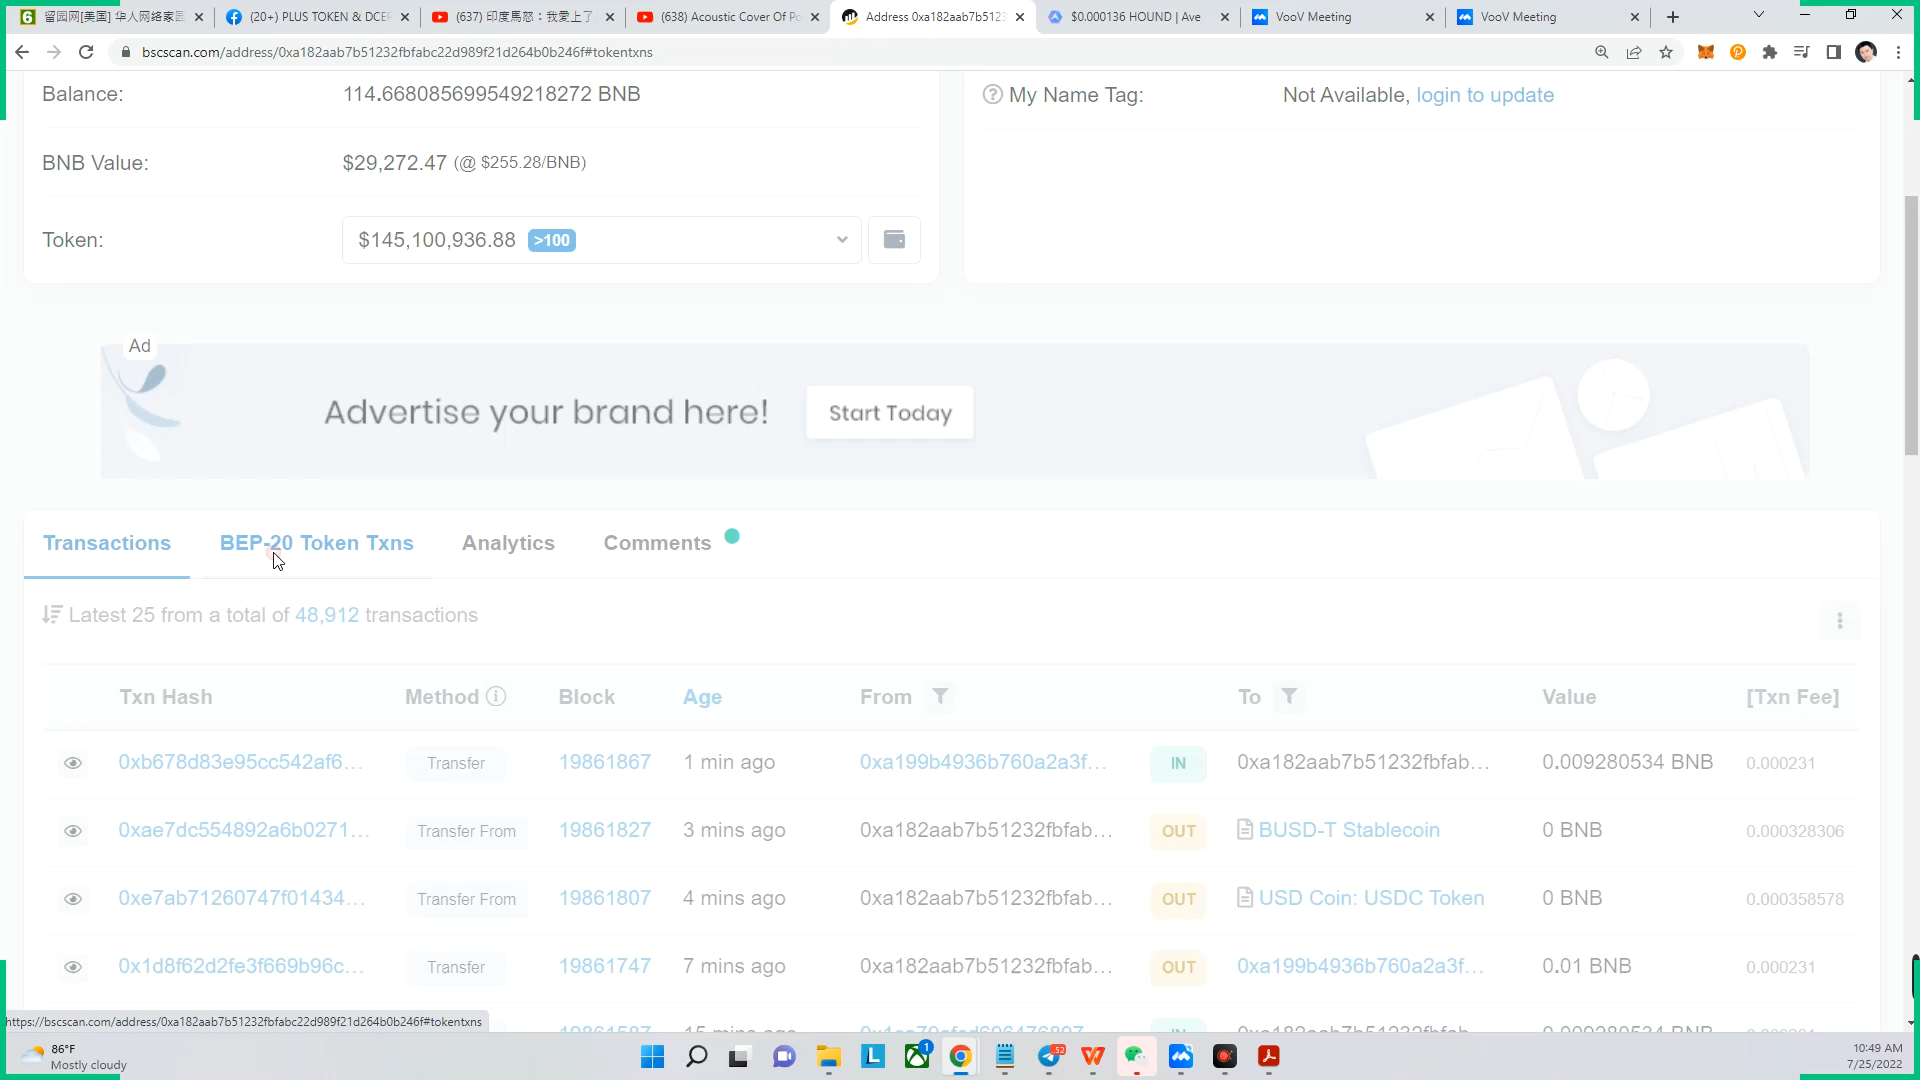 留园网[美国] 华人网络家园
(20+) PLUS TOKEN & DCEP
(637) 印度馬怒：我愛上了
(638) Acoustic Cover Of Po
Address 0xa182aab7b5123
$0.000136 HOUND | Ave
VooV Meeting
VooV Meeting
bscscan.com/address/0xa182aab7b51232fbfabc22d989f21d264b0b246f#tokentxns
Balance: 114.668085699549218272 BNB
My Name Tag: Not Available, login to update
BNB Value: $29,272.47 (@ $255.28/BNB)
Token: $145,100,936.88 >100
Ad
Advertise your brand here! Start Today
Transactions BEP-20 Token Txns Analytics Comments
Latest 25 from a total of 48,912 transactions
Txn Hash Method Block Age From To Value [Txn Fee]
0xb678d83e95cc542af6... Transfer 19861867 1 min ago 0xa199b4936b760a2a3f... IN 0xa182aab7b51232fbfab... 0.009280534 BNB 0.000231
0xae7dc554892a6b0271... Transfer From 19861827 3 mins ago 0xa182aab7b51232fbfab... OUT BUSD-T Stablecoin 0 BNB 0.000328306
0xe7ab71260747f01434... Transfer From 19861807 4 mins ago 0xa182aab7b51232fbfab... OUT USD Coin: USDC Token 0 BNB 0.000358578
0x1d8f62d2fe3f669b96c... Transfer 19861747 7 mins ago 0xa182aab7b51232fbfab... OUT 0xa199b4936b760a2a3f... 0.01 BNB 0.000231
https://bscscan.com/address/0xa182aab7b51232fbfabc22d989f21d264b0b246f#tokentxns
86°F
Mostly cloudy
1
52
10:49 AM
7/25/2022